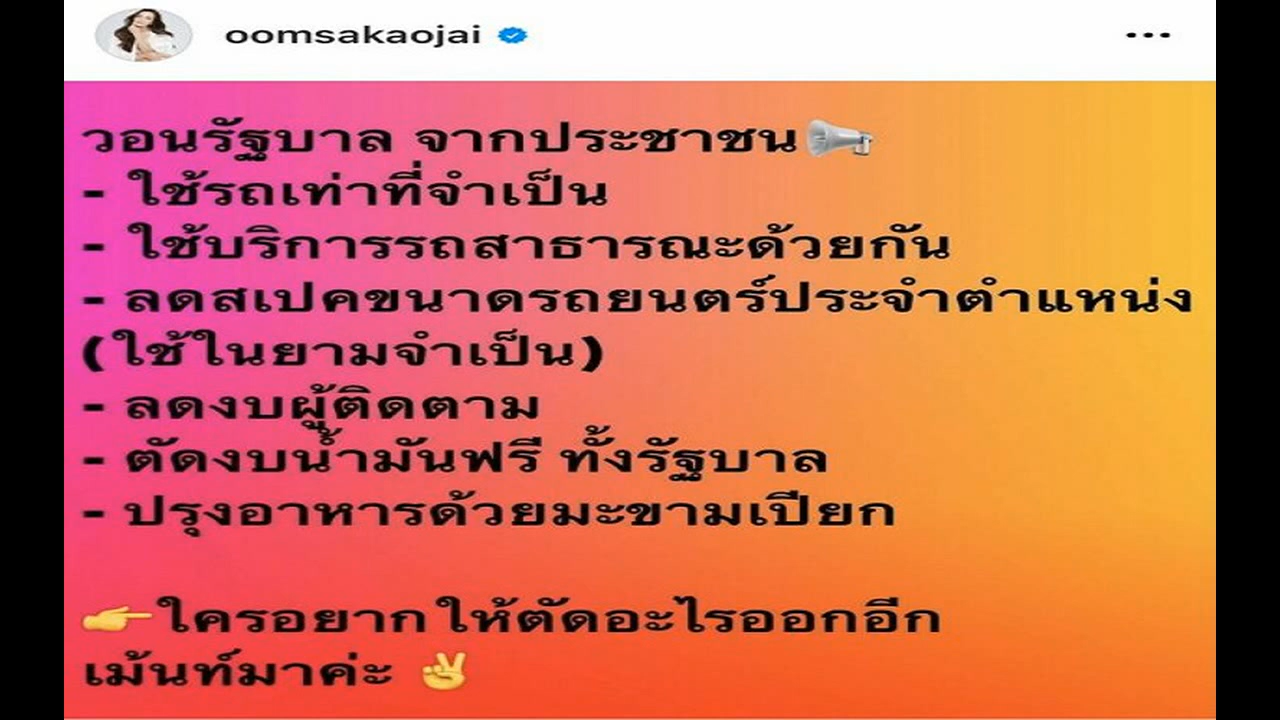 oomsakaojai
วอนรัฐบาล จากประชาชน
- ใช้รถเท่าที่จำเป็น
- ใช้บริการรถสาธารณะด้วยกัน
- ลดสเปคขนาดรถยนตร์ประจำตำแหน่ง
(ใช้ในยามจำเป็น)
- ลดงบผู้ติดตาม
- ตัดงบน้ำมันฟรี ทั้งรัฐบาล
- ปรุงอาหารด้วยมะขามเปียก
👉ใครอยากให้ตัดอะไรออกอีก
เม้นท์มาค่ะ ✌